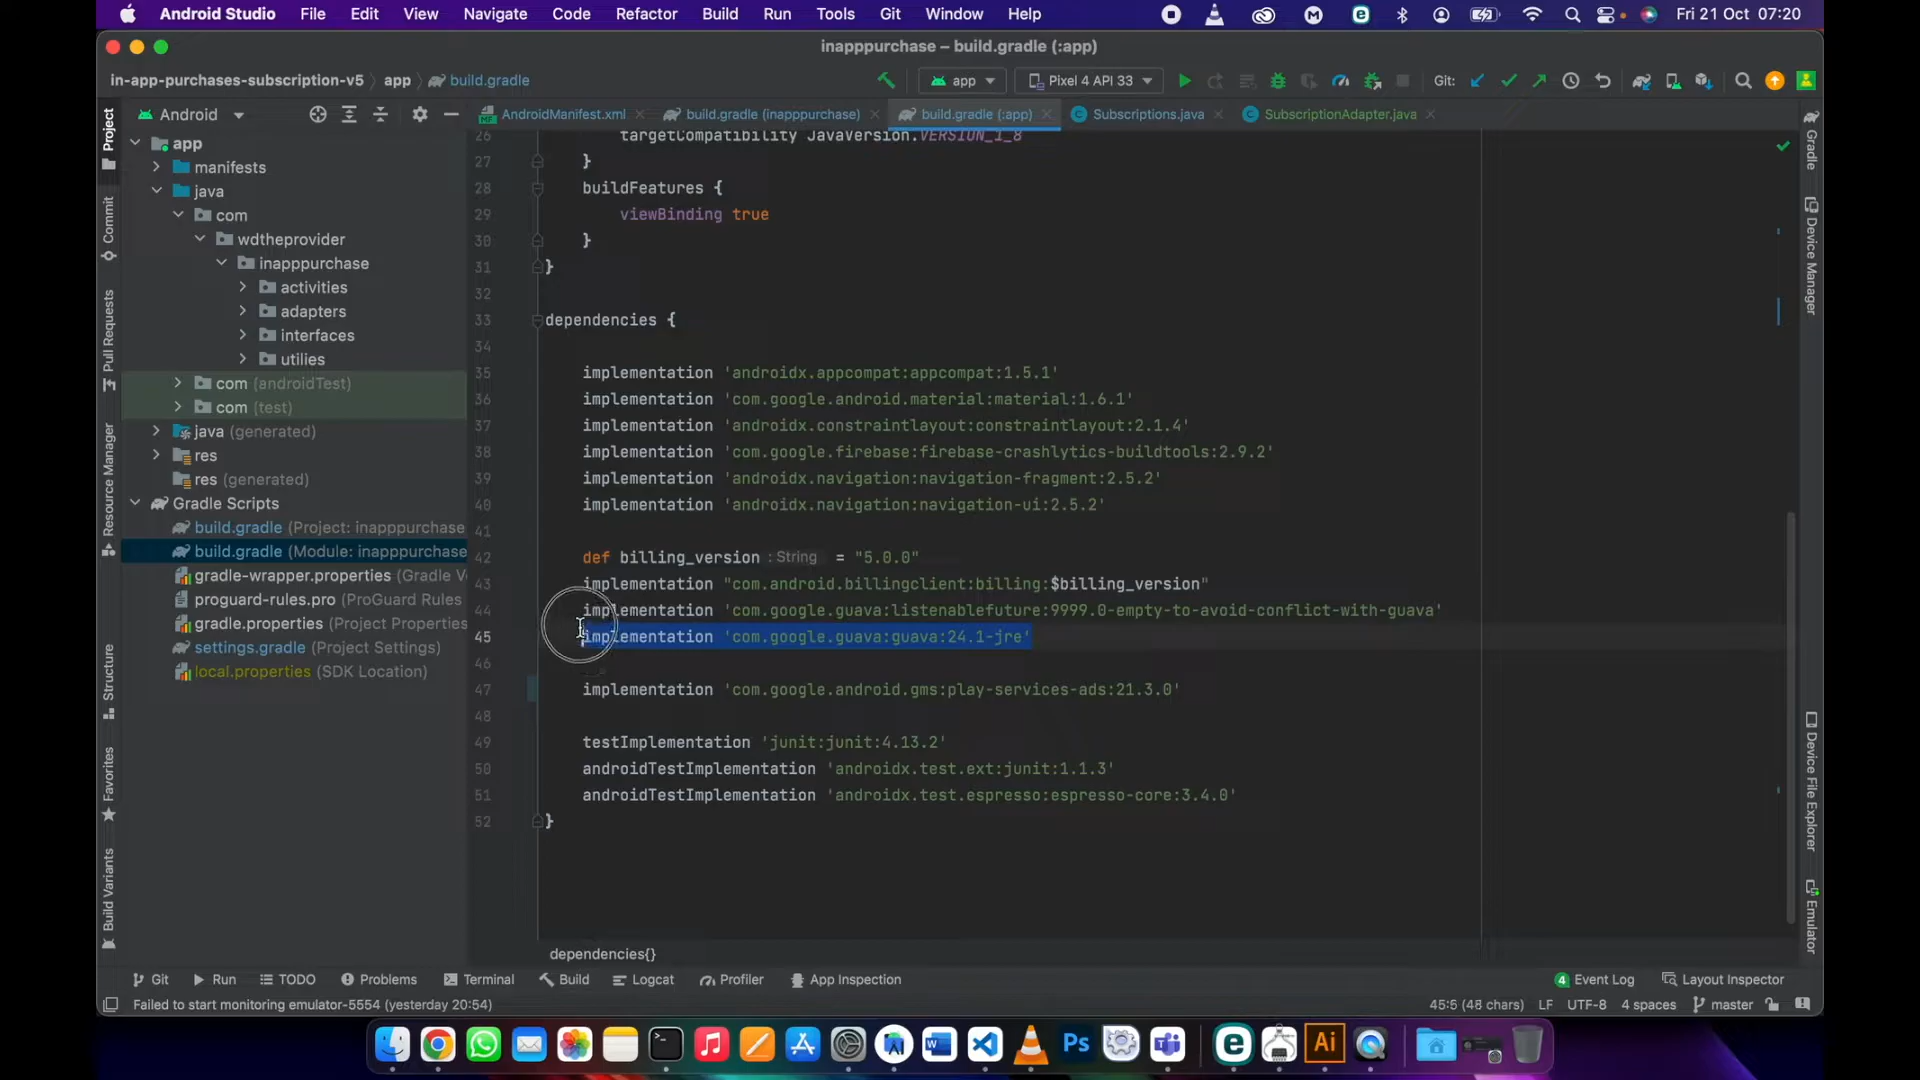 Android Studio File Edit View Navigate Code Refactor Build Run Tools Git Window Help Fri 21 Oct 07:20
inapppurchase – build.gradle (:app)
in-app-purchases-subscription-v5 app build.gradle
app Pixel 4 API 33 Git:
Android
AndroidManifest.xml build.gradle (inapppurchase) build.gradle (:app) Subscriptions.java SubscriptionAdapter.java
Project
Commit
Pull Requests
Resource Manager
Structure
Favorites
Build Variants
app
manifests
java
com
wdtheprovider
inapppurchase
activities
adapters
interfaces
utilies
com (androidTest)
com (test)
java (generated)
res
res (generated)
Gradle Scripts
build.gradle (Project: inapppurchase
build.gradle (Module: inapppurchase
gradle-wrapper.properties (Gradle V
proguard-rules.pro (ProGuard Rules
gradle.properties (Project Properties
settings.gradle (Project Settings)
local.properties (SDK Location)
26 targetCompatibility JavaVersion.VERSION_1_8
27 }
28 buildFeatures {
29 viewBinding true
30 }
31 }
32
33 dependencies {
34
35 implementation 'androidx.appcompat:appcompat:1.5.1'
36 implementation 'com.google.android.material:material:1.6.1'
37 implementation 'androidx.constraintlayout:constraintlayout:2.1.4'
38 implementation 'com.google.firebase:firebase-crashlytics-buildtools:2.9.2'
39 implementation 'androidx.navigation:navigation-fragment:2.5.2'
40 implementation 'androidx.navigation:navigation-ui:2.5.2'
41
42 def billing_version : String = "5.0.0"
43 implementation "com.android.billingclient:billing:$billing_version"
44 implementation 'com.google.guava:listenablefuture:9999.0-empty-to-avoid-conflict-with-guava'
45 implementation 'com.google.guava:guava:24.1-jre'
46
47 implementation 'com.google.android.gms:play-services-ads:21.3.0'
48
49 testImplementation 'junit:junit:4.13.2'
50 androidTestImplementation 'androidx.test.ext:junit:1.1.3'
51 androidTestImplementation 'androidx.test.espresso:espresso-core:3.4.0'
52 }
dependencies{}
Gradle
Device Manager
Device File Explorer
Emulator
Git Run TODO Problems Terminal Build Logcat Profiler App Inspection 4 Event Log Layout Inspector
Failed to start monitoring emulator-5554 (yesterday 20:54) 45:5 (48 chars) LF UTF-8 4 spaces master
W Ps e Ai